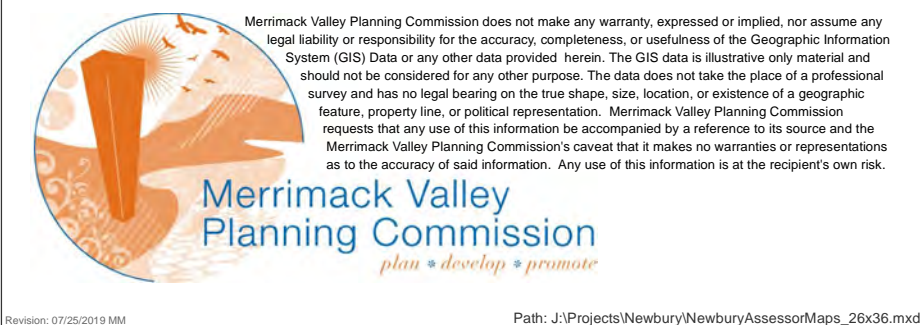 Merrimack Valley Planning Commission does not make any warranty, expressed or implied, nor assume any
legal liability or responsibility for the accuracy, completeness, or usefulness of the Geographic Information
System (GIS) Data or any other data provided herein. The GIS data is illustrative only material and
should not be considered for any other purpose. The data does not take the place of a professional
survey and has no legal bearing on the true shape, size, location, or existence of a geographic
feature, property line, or political representation. Merrimack Valley Planning Commission
requests that any use of this information be accompanied by a reference to its source and the
Merrimack Valley Planning Commission's caveat that it makes no warranties or representations
as to the accuracy of said information. Any use of this information is at the recipient's own risk.
Merrimack Valley
Planning Commission
plan * develop * promote
Revision: 07/25/2019 MM
Path: J:\Projects\Newbury\NewburyAssessorMaps_26x36.mxd